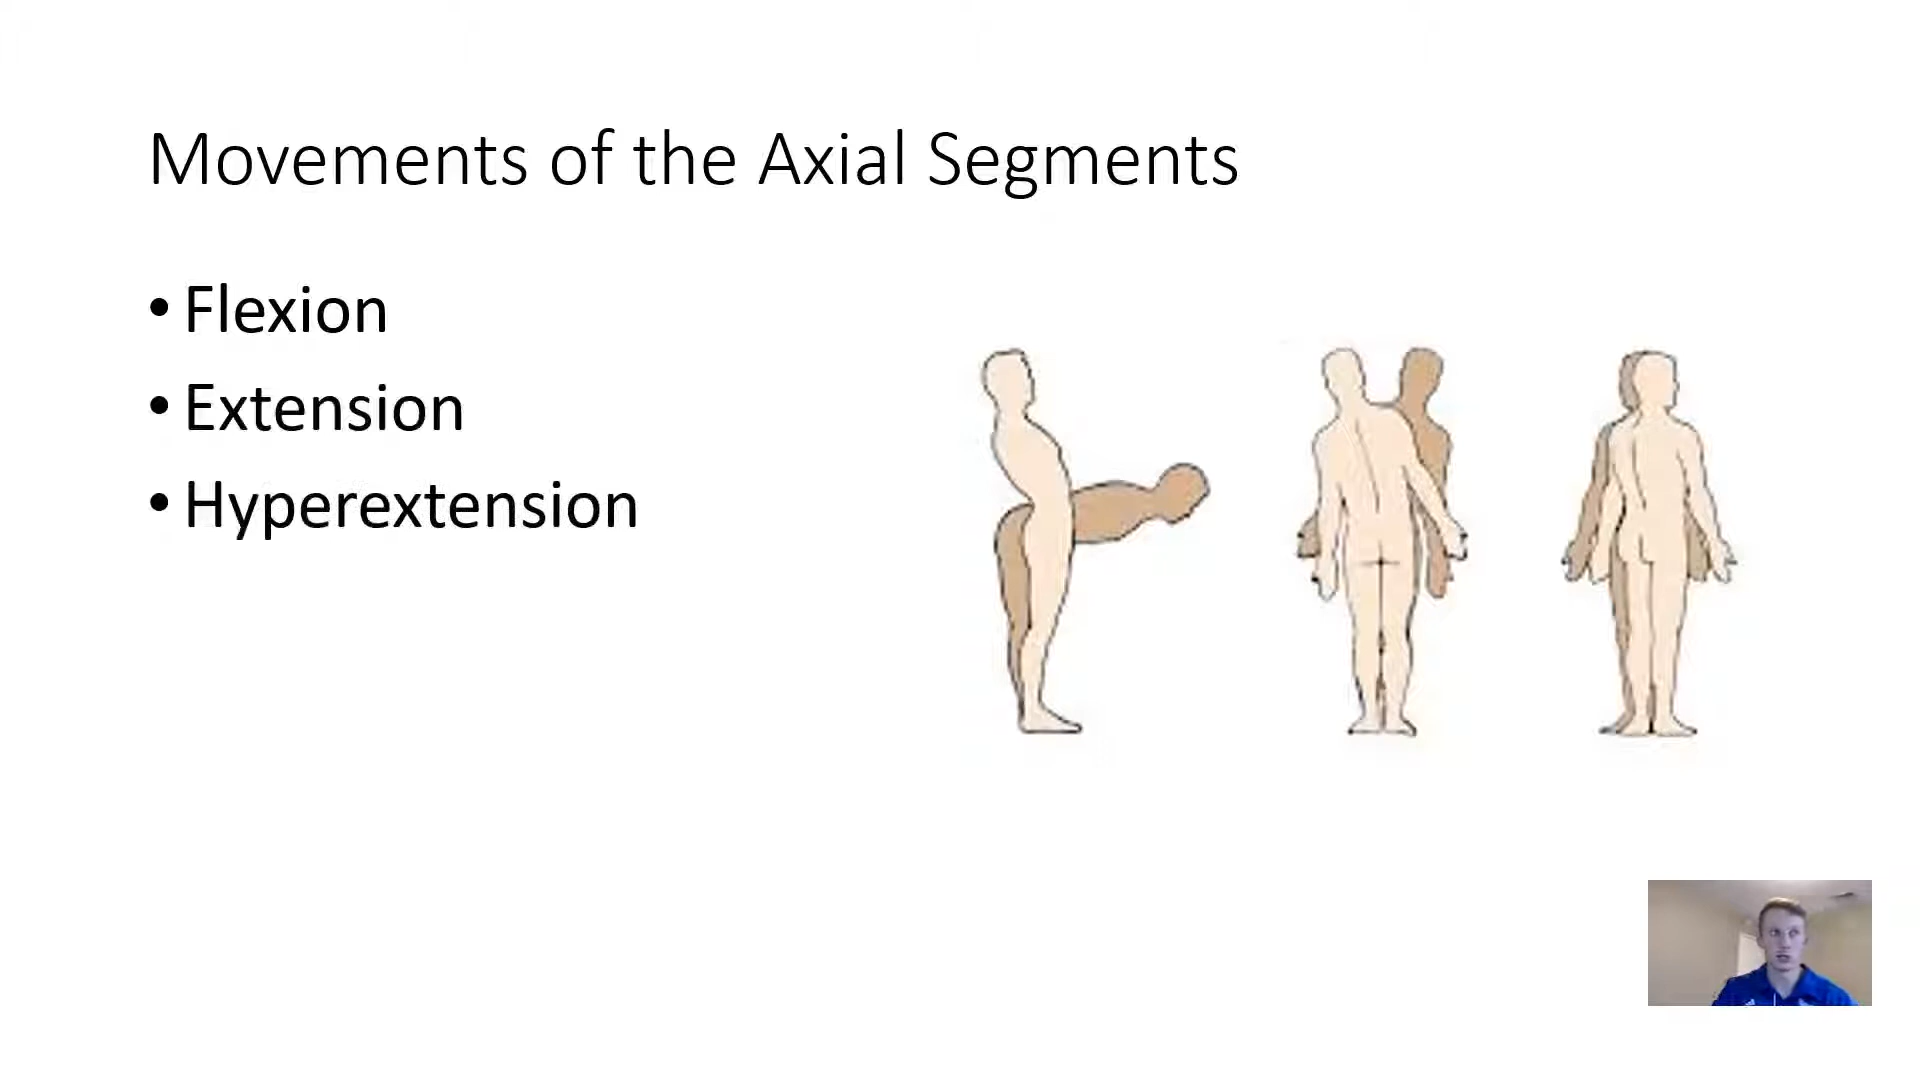 Movements of the Axial Segments
• Flexion
• Extension
• Hyperextension